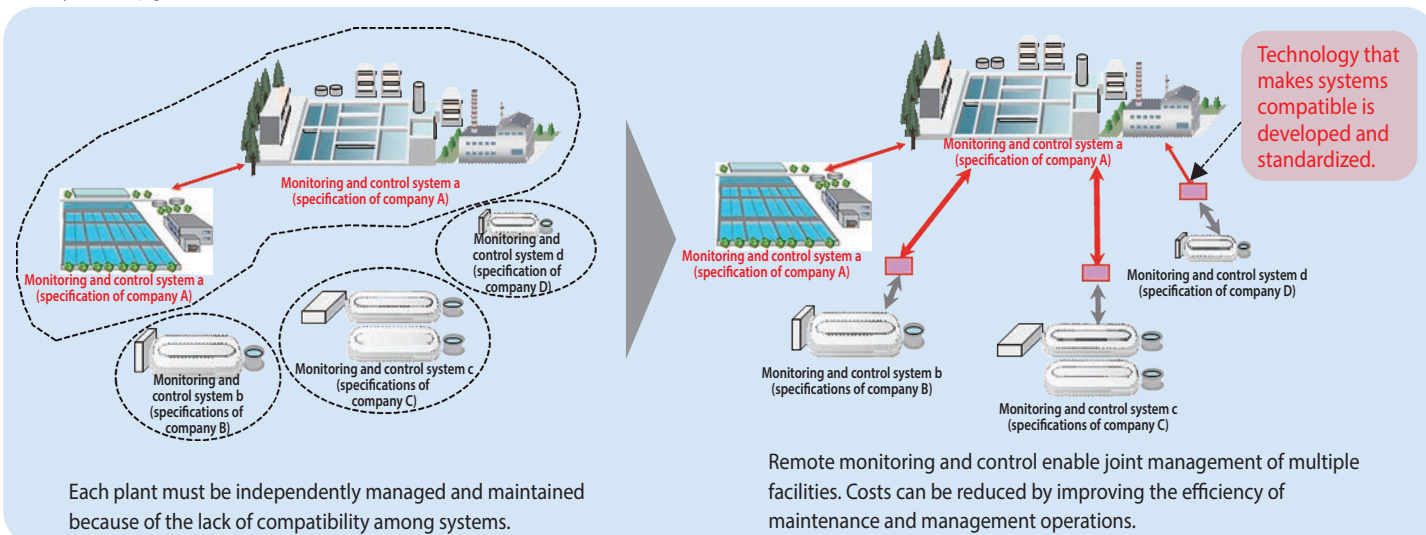 Monitoring and control system a
(specification of company A)
Monitoring and control system a
(specification of company A)
Monitoring and
control system d
(specification of
company D)
Monitoring and control system c
(specifications of
company C)
Monitoring and
control system b
(specifications of
company B)
Each plant must be independently managed and maintained
because of the lack of compatibility among systems.
Technology that
makes systems
compatible is
developed and
standardized.
Monitoring and control system a
(specification of company A)
Monitoring and control system a
(specification of company A)
Monitoring and control system d
(specification of company D)
Monitoring and control system b
(specifications of company B)
Monitoring and control system c
(specifications of company C)
Remote monitoring and control enable joint management of multiple
facilities. Costs can be reduced by improving the efficiency of
maintenance and management operations.